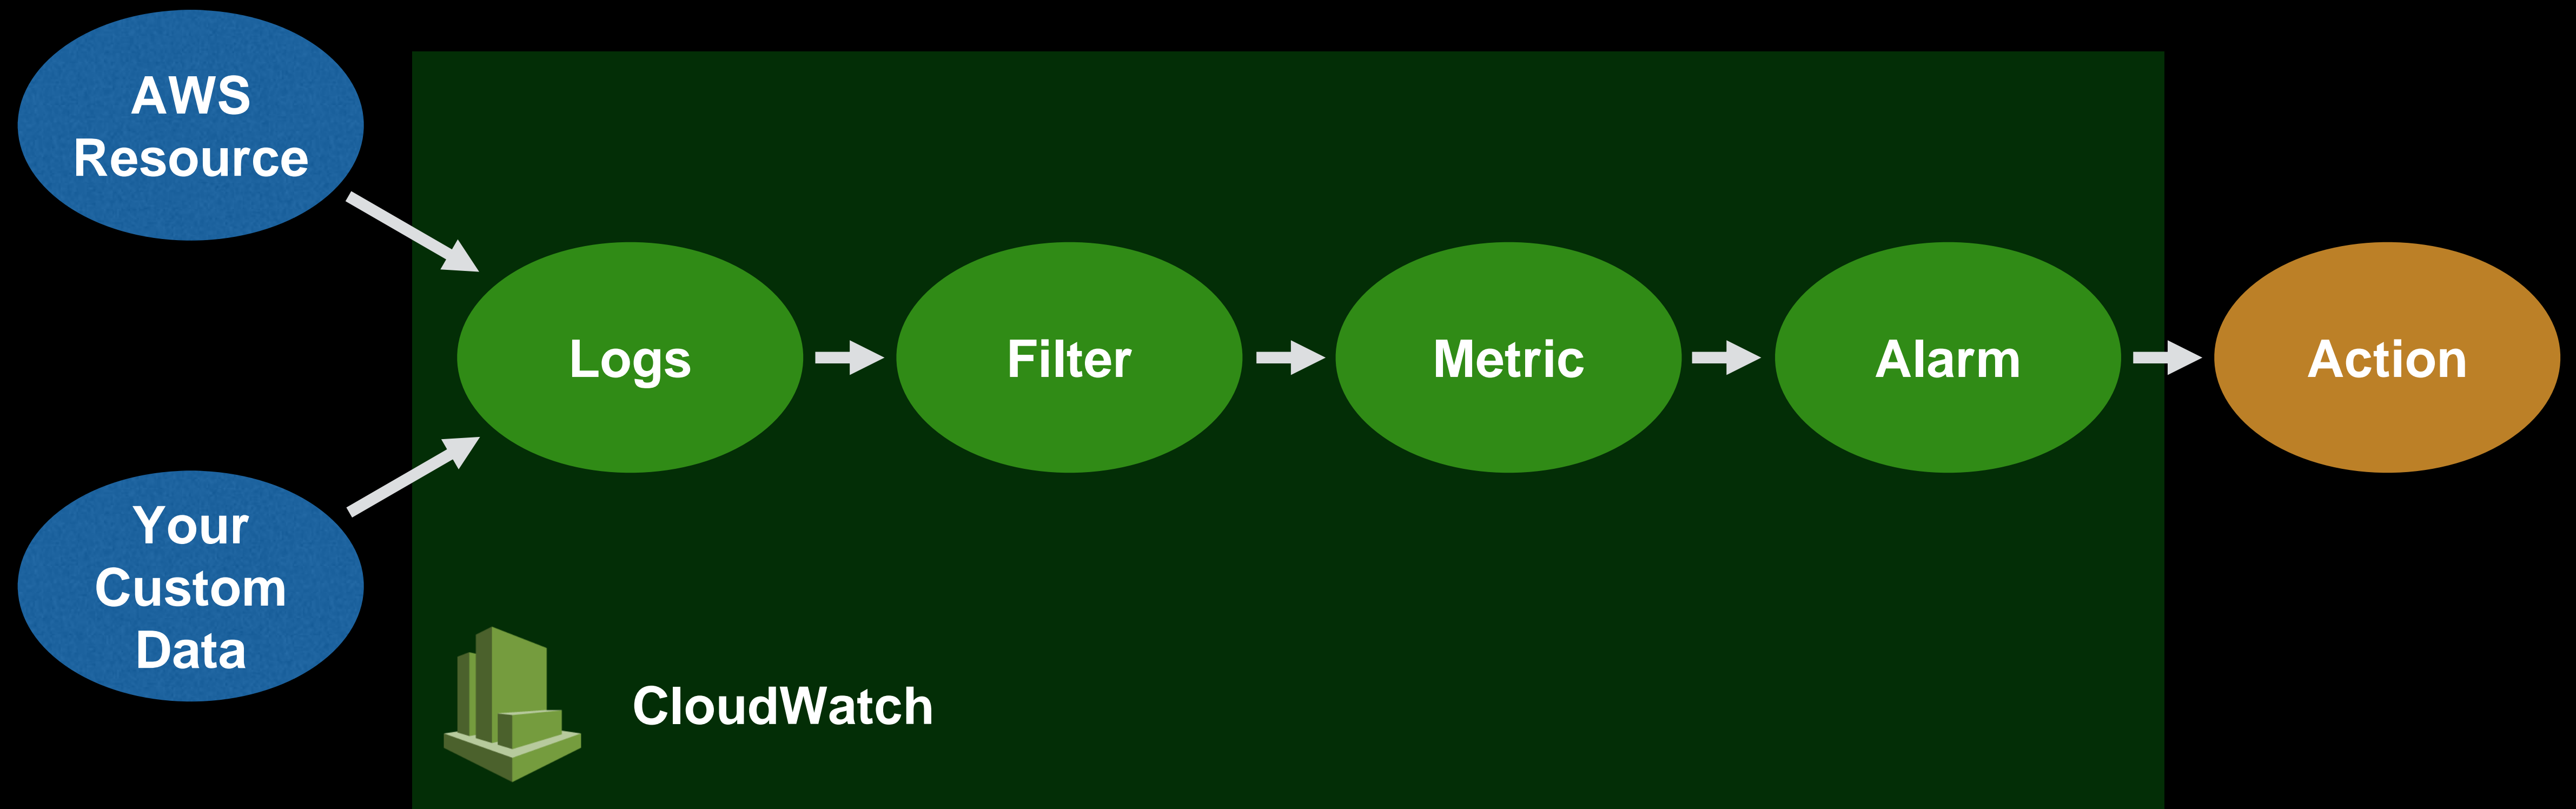 AWS
Resource
Logs
Filter
Metric
Alarm
Action
Your
Custom
Data
CloudWatch